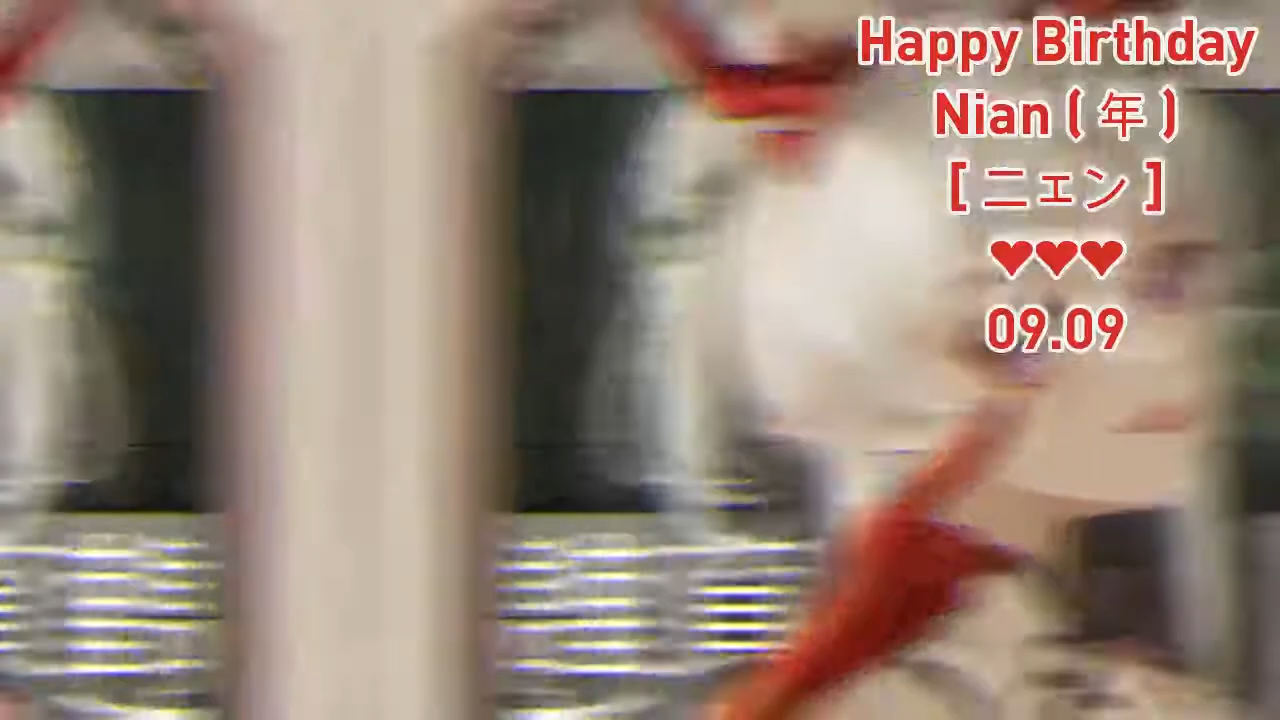 Happy Birthday
Nian ( 年 )
[ ニェン ]
♥♥♥
09.09